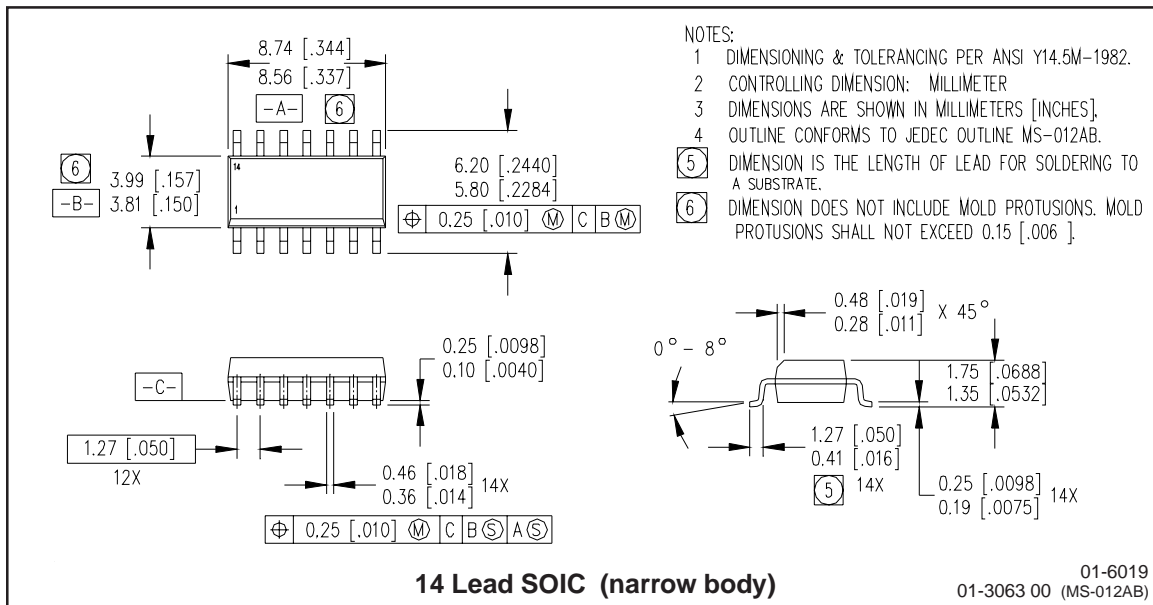 8.74 [.344]
8.56 [.337]
-A- 6
14
1
6
-B-
3.99 [.157]
3.81 [.150]
6.20 [.2440]
5.80 [.2284]
⌖ 0.25 [.010] Ⓜ C B Ⓜ
NOTES:
1 DIMENSIONING & TOLERANCING PER ANSI Y14.5M-1982.
2 CONTROLLING DIMENSION: MILLIMETER
3 DIMENSIONS ARE SHOWN IN MILLIMETERS [INCHES].
4 OUTLINE CONFORMS TO JEDEC OUTLINE MS-012AB.
5 DIMENSION IS THE LENGTH OF LEAD FOR SOLDERING TO
A SUBSTRATE.
6 DIMENSION DOES NOT INCLUDE MOLD PROTUSIONS. MOLD
PROTUSIONS SHALL NOT EXCEED 0.15 [.006 ].
-C-
0.25 [.0098]
0.10 [.0040]
1.27 [.050]
12X
0.46 [.018]
0.36 [.014] 14X
⌖ 0.25 [.010] Ⓜ C B Ⓢ A Ⓢ
0.48 [.019]
0.28 [.011] X 45°
0° - 8°
1.75 [.0688]
1.35 [.0532]
1.27 [.050]
0.41 [.016]
5 14X
0.25 [.0098]
0.19 [.0075] 14X
14 Lead SOIC (narrow body)
01-6019
01-3063 00 (MS-012AB)